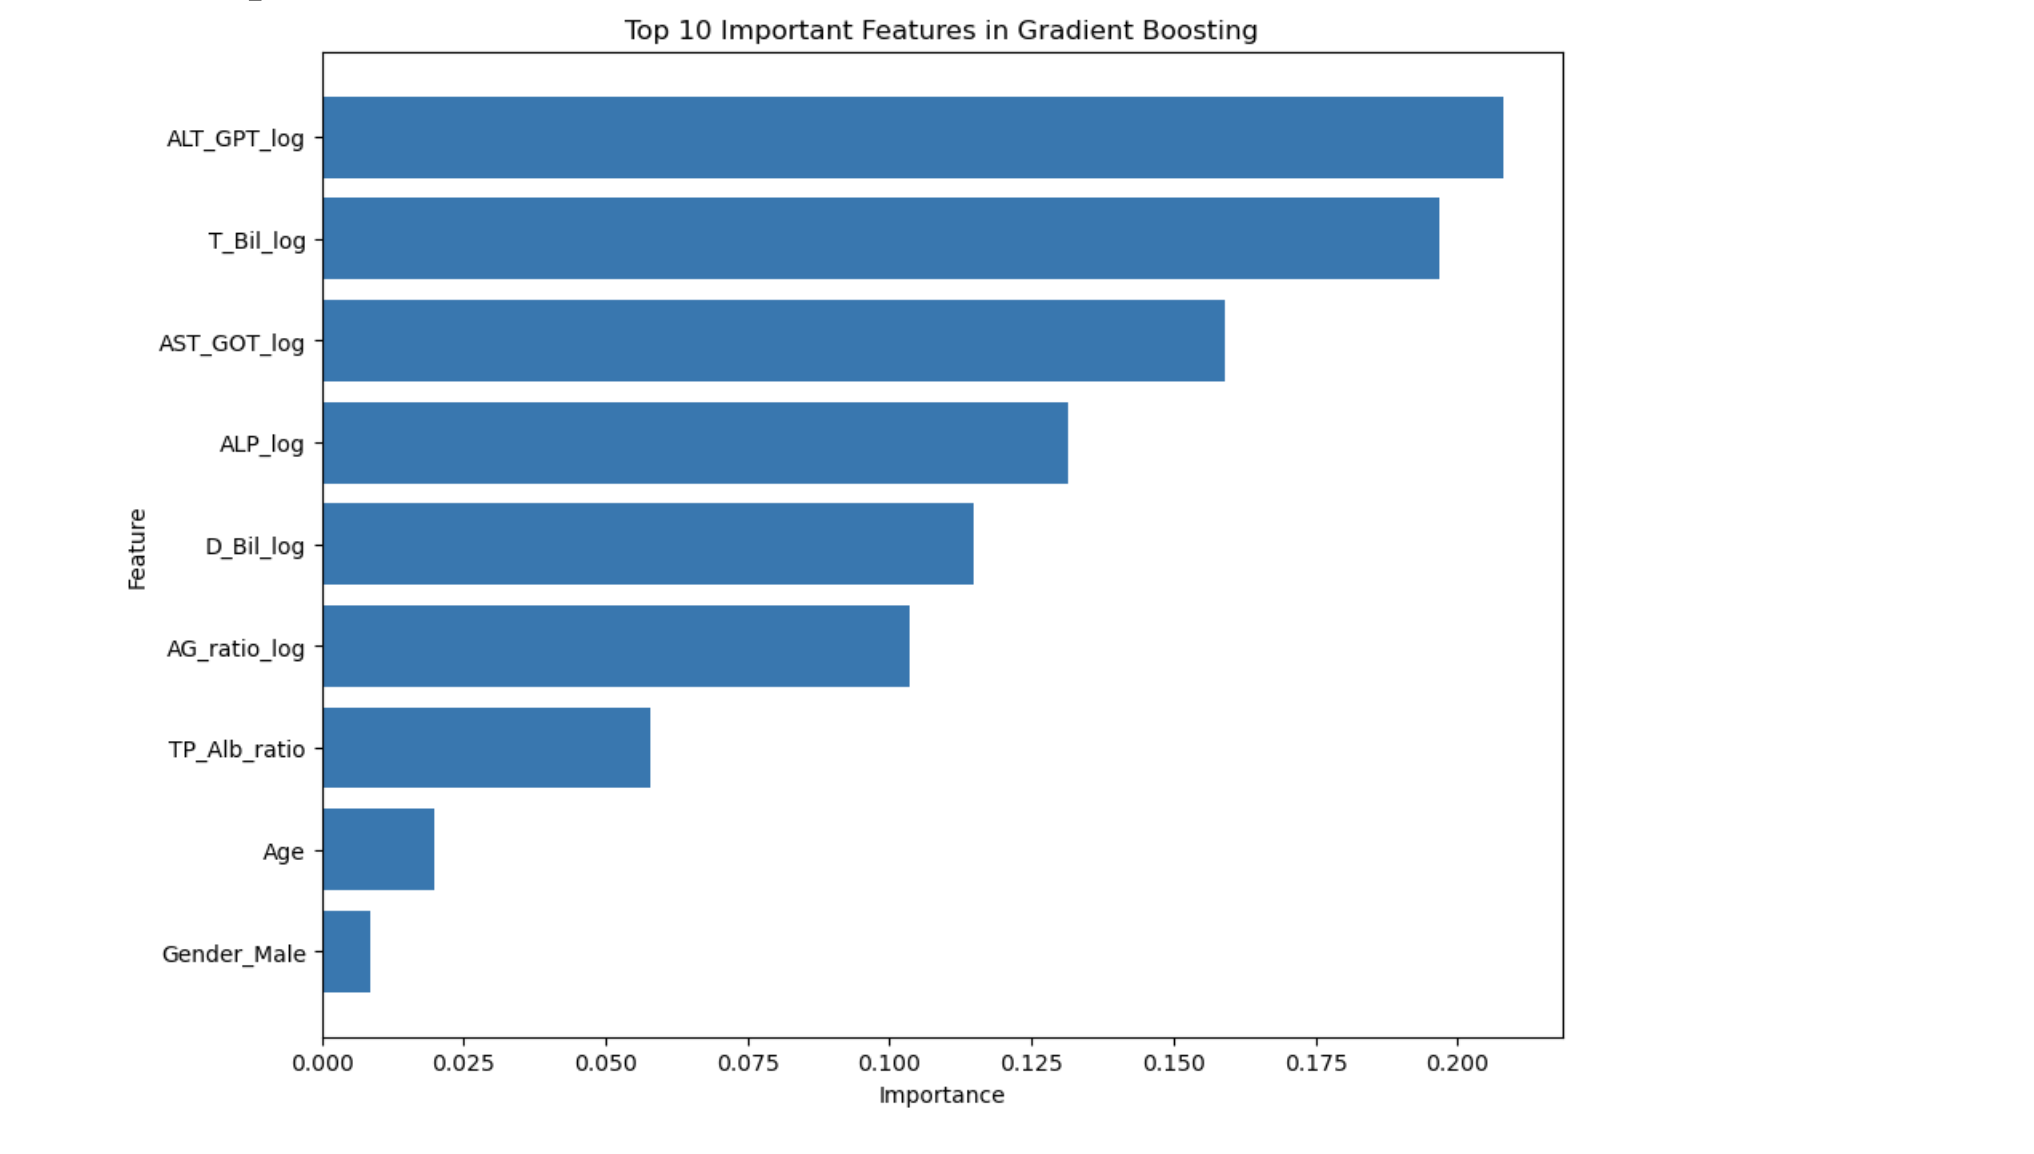 Top 10 Important Features in Gradient Boosting
ALT_GPT_log
T_Bil_log
AST_GOT_log
ALP_log
D_Bil_log
AG_ratio_log
TP_Alb_ratio
Age
Gender_Male
Feature
0.000 0.025 0.050 0.075 0.100 0.125 0.150 0.175 0.200
Importance